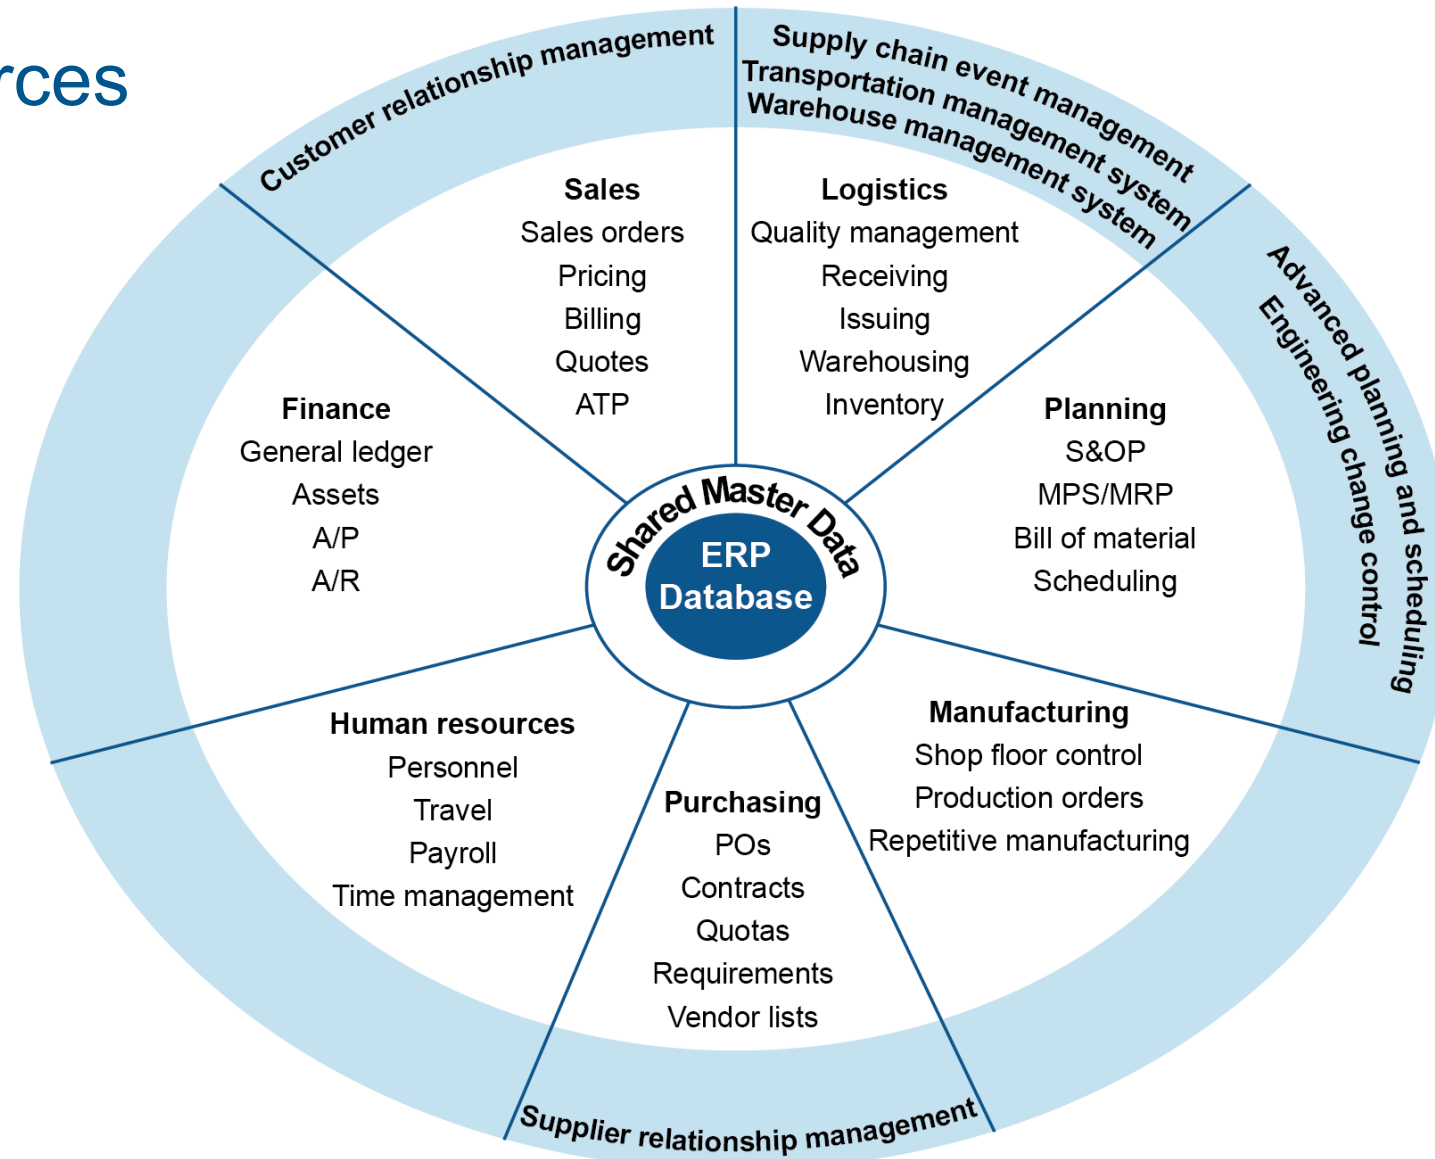 rces
Customer relationship management
Supply chain event management
Transportation management system
Warehouse management system
Advanced planning and scheduling
Engineering change control
Sales
Sales orders
Pricing
Billing
Quotes
ATP
Logistics
Quality management
Receiving
Issuing
Warehousing
Inventory
Finance
General ledger
Assets
A/P
A/R
Planning
S&OP
MPS/MRP
Bill of material
Scheduling
Shared Master Data
ERP
Database
Human resources
Personnel
Travel
Payroll
Time management
Purchasing
POs
Contracts
Quotas
Requirements
Vendor lists
Manufacturing
Shop floor control
Production orders
Repetitive manufacturing
Supplier relationship management